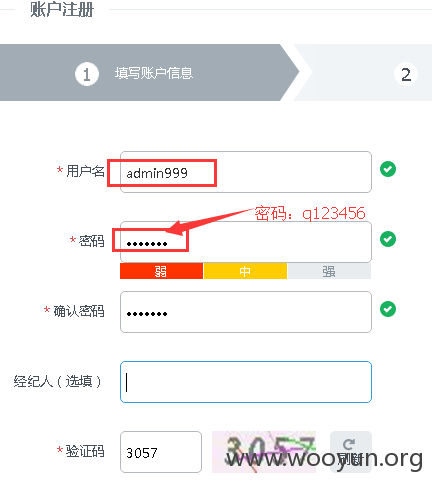 账户注册
1 填写账户信息 2
* 用户名 admin999
密码：q123456
* 密码 •••••••
弱 中 强
* 确认密码 •••••••
经纪人（选填）
* 验证码 3057 3057 刷新
www.wooyun.org